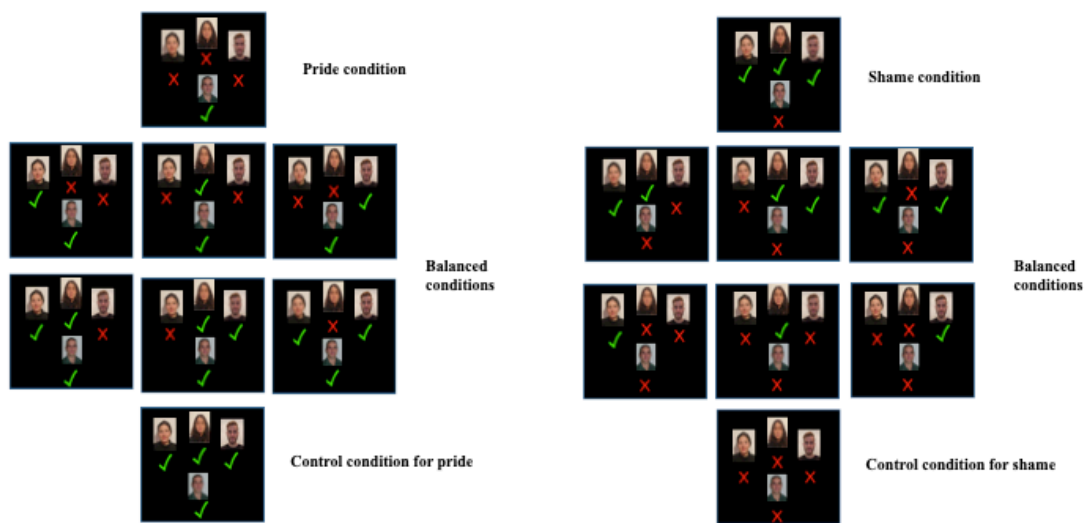 Pride condition
Balanced
conditions
Control condition for pride
Shame condition
Balanced
conditions
Control condition for shame